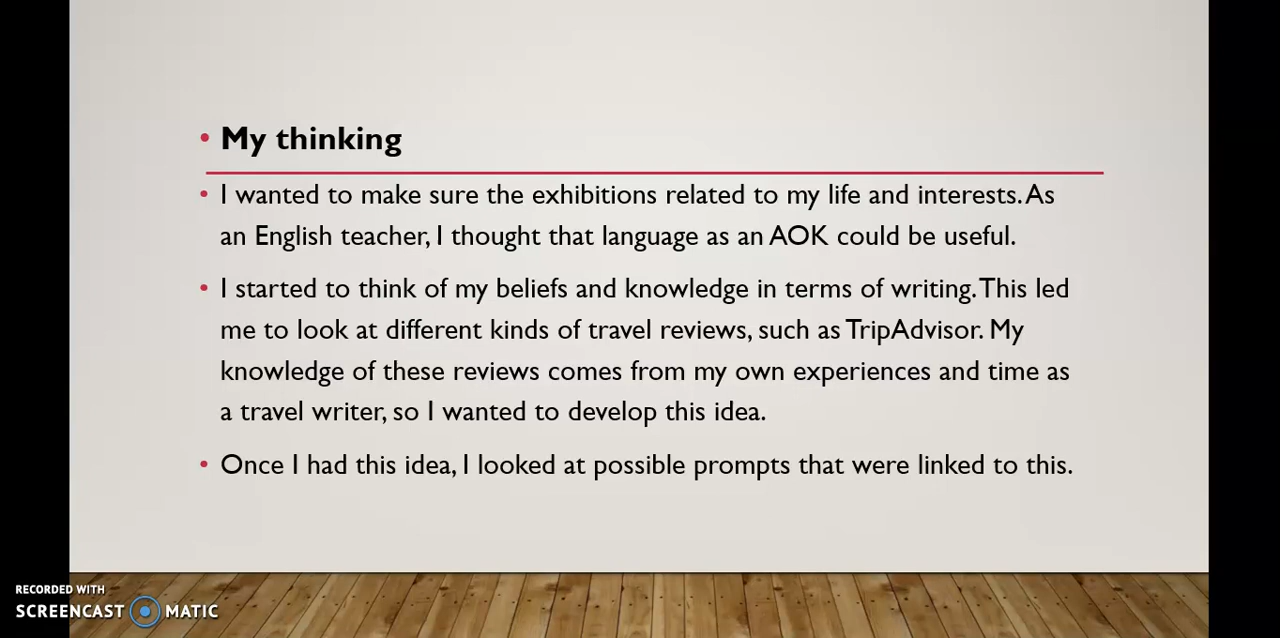 • My thinking
• I wanted to make sure the exhibitions related to my life and interests. As
an English teacher, I thought that language as an AOK could be useful.
• I started to think of my beliefs and knowledge in terms of writing. This led
me to look at different kinds of travel reviews, such as TripAdvisor. My
knowledge of these reviews comes from my own experiences and time as
a travel writer, so I wanted to develop this idea.
• Once I had this idea, I looked at possible prompts that were linked to this.
RECORDED WITH
SCREENCAST MATIC